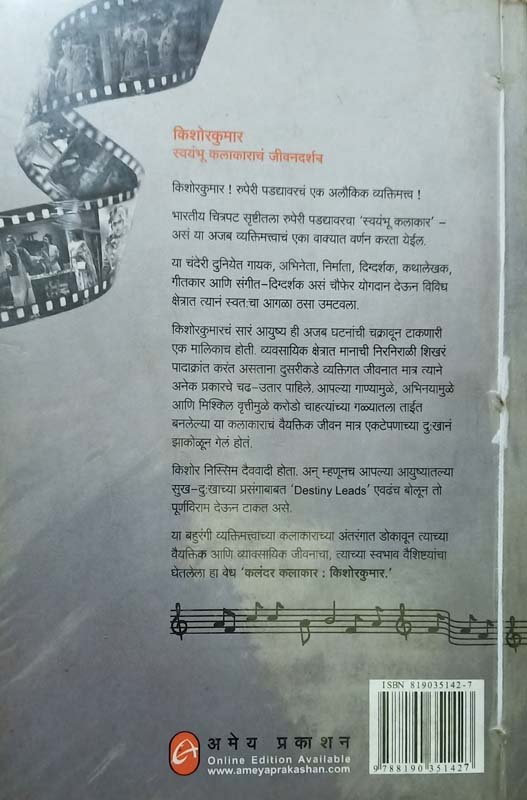 किशोरकुमार
स्वयंभू कलाकाराचं जीवनदर्शन
किशोरकुमार ! रुपेरी पडद्यावरचं एक अलौकिक व्यक्तिमत्त्व !
भारतीय चित्रपट सृष्टीतला रुपेरी पडद्यावरचा ‘स्वयंभू कलाकार’ –
असं या अजब व्यक्तिमत्त्वाचं एका वाक्यात वर्णन करता येईल.
या चंदेरी दुनियेत गायक, अभिनेता, निर्माता, दिग्दर्शक, कथालेखक,
गीतकार आणि संगीत–दिग्दर्शक असं चौफेर योगदान देऊन विविध
क्षेत्रात त्यानं स्वतःचा आगळा ठसा उमटवला.
किशोरकुमारचं सारं आयुष्य ही अजब घटनांची चक्रावून टाकणारी
एक मालिकाच होती. व्यवसायिक क्षेत्रात मानाची निरनिराळी शिखरं
पादाक्रांत करंत असताना दुसरीकडे व्यक्तिगत जीवनात मात्र त्याने
अनेक प्रकारचे चढ–उतार पाहिले. आपल्या गाण्यामुळे, अभिनयामुळे
आणि मिश्किल वृत्तीमुळे करोडो चाहत्यांच्या गळ्यातला ताईत
बनलेल्या या कलाकाराचं वैयक्तिक जीवन मात्र एकटेपणाच्या दुःखानं
झाकोळून गेलं होतं.
किशोर निस्सिम दैववादी होता. अन् म्हणूनच आपल्या आयुष्यातल्या
सुख–दुःखाच्या प्रसंगाबाबत ‘Destiny Leads’ एवढंच बोलून तो
पूर्णविराम देऊन टाकत असे.
या बहुरंगी व्यक्तिमत्त्वाच्या कलाकाराच्या अंतरंगात डोकावून त्याच्या
वैयक्तिक आणि व्यावसायिक जीवनाचा, त्याच्या स्वभाव वैशिष्ट्यांचा
घेतलेला हा वेध ‘कलंदर कलाकार : किशोरकुमार.’
ISBN 819035142-7
9 788190 351427
अमेय प्रकाशन
Online Edition Available
www.ameyaprakashan.com